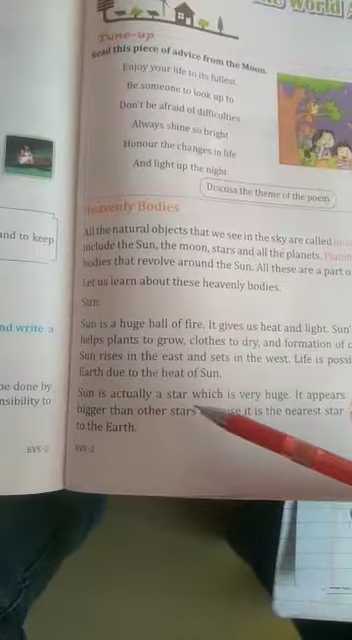 World
Tune-up
Read this piece of advice from the Moon.
Enjoy your life to its fullest
Be someone to look up to
Don't be afraid of difficulties
Always shine so bright
Honour the changes in life
And light up the night
Discuss the theme of the poem
Heavenly Bodies
All the natural objects that we see in the sky are called
include the Sun, the moon, stars and all the planets. Planet
bodies that revolve around the Sun. All these are a part o
Let us learn about these heavenly bodies.
Sun
Sun is a huge ball of fire. It gives us heat and light. Sun'
helps plants to grow, clothes to dry, and formation of c
Sun rises in the east and sets in the west. Life is possi
Earth due to the heat of Sun.
Sun is actually a star which is very huge. It appears
bigger than other stars use it is the nearest star
to the Earth.
EVS-2
and to keep
nd write a
be done by
nsibility to
EVS-2